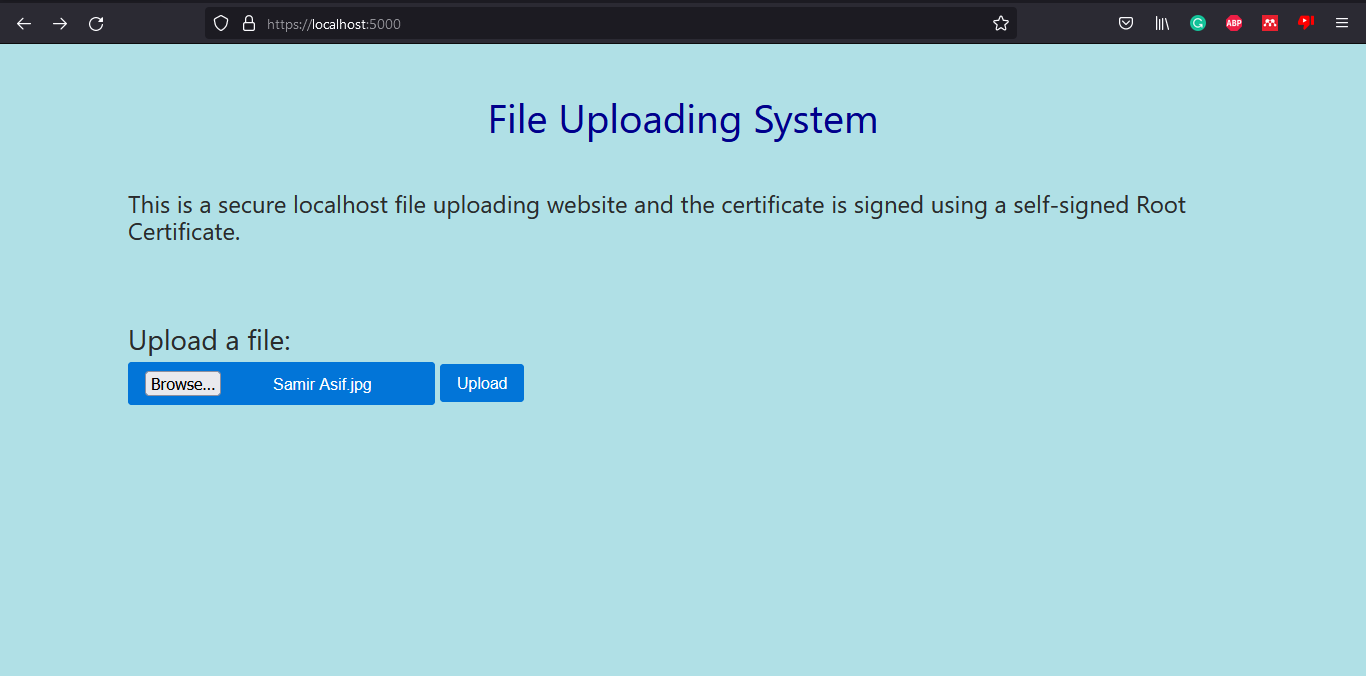 https://localhost:5000
ABP
File Uploading System
This is a secure localhost file uploading website and the certificate is signed using a self-signed Root
Certificate.
Upload a file:
Browse... Samir Asif.jpg Upload